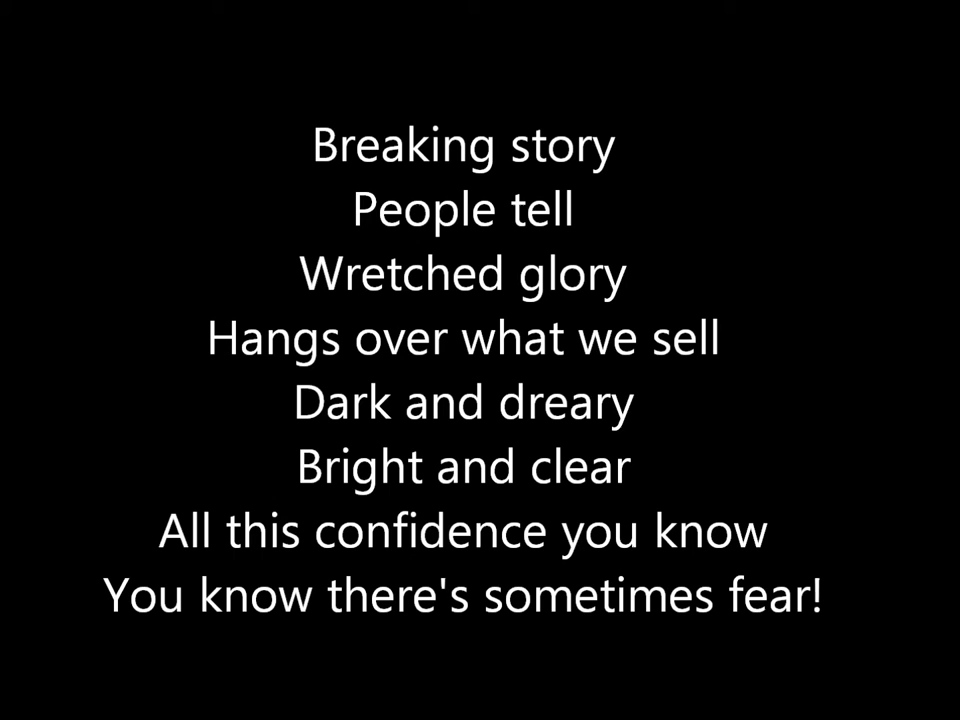 Breaking story
People tell
Wretched glory
Hangs over what we sell
Dark and dreary
Bright and clear
All this confidence you know
You know there's sometimes fear!